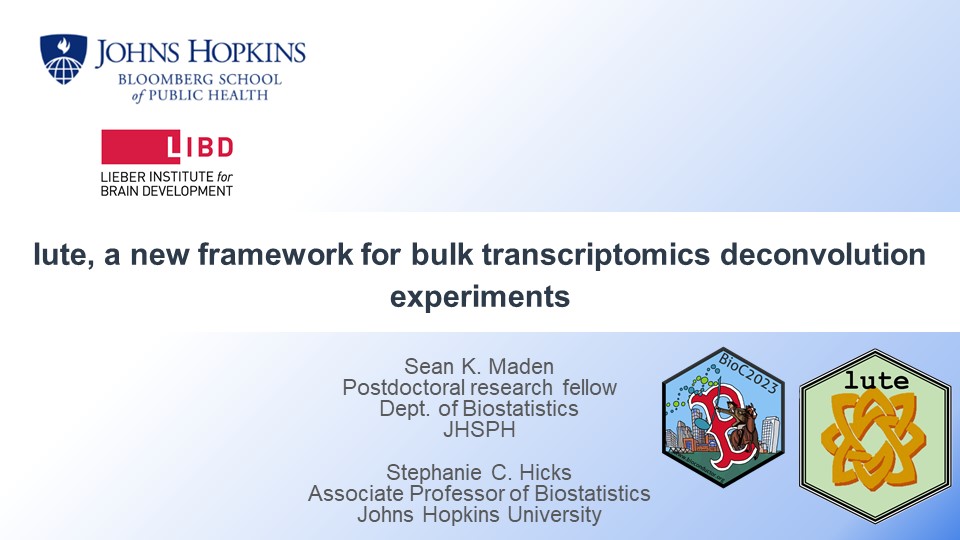 JOHNS HOPKINS
BLOOMBERG SCHOOL
of PUBLIC HEALTH
LIBD
LIEBER INSTITUTE for
BRAIN DEVELOPMENT
lute, a new framework for bulk transcriptomics deconvolution
experiments
Sean K. Maden
Postdoctoral research fellow
Dept. of Biostatistics
JHSPH
Stephanie C. Hicks
Associate Professor of Biostatistics
Johns Hopkins University
BioC2023
B
lute